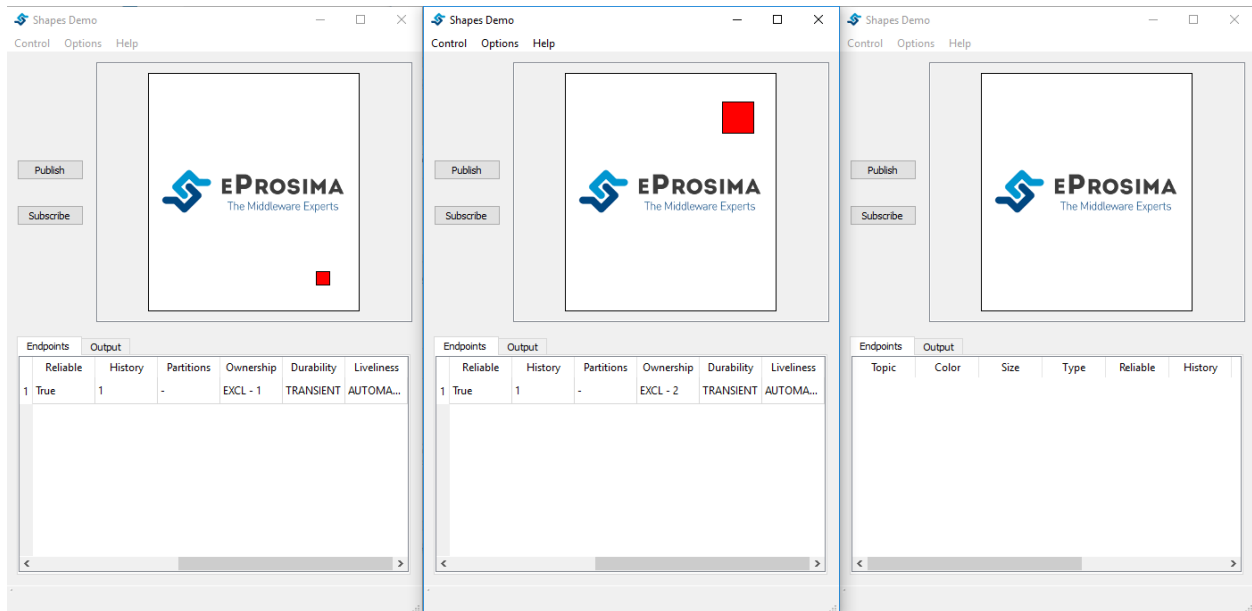 Shapes Demo
Control Options Help
Publish
Subscribe
EPROSIMA
The Middleware Experts
Endpoints Output
Reliable History Partitions Ownership Durability Liveliness
1 True 1 - EXCL - 1 TRANSIENT AUTOMA...
Shapes Demo
Control Options Help
Publish
Subscribe
EPROSIMA
The Middleware Experts
Endpoints Output
Reliable History Partitions Ownership Durability Liveliness
1 True 1 - EXCL - 2 TRANSIENT AUTOMA...
Shapes Demo
Control Options Help
Publish
Subscribe
EPROSIMA
The Middleware Experts
Endpoints Output
Topic Color Size Type Reliable History